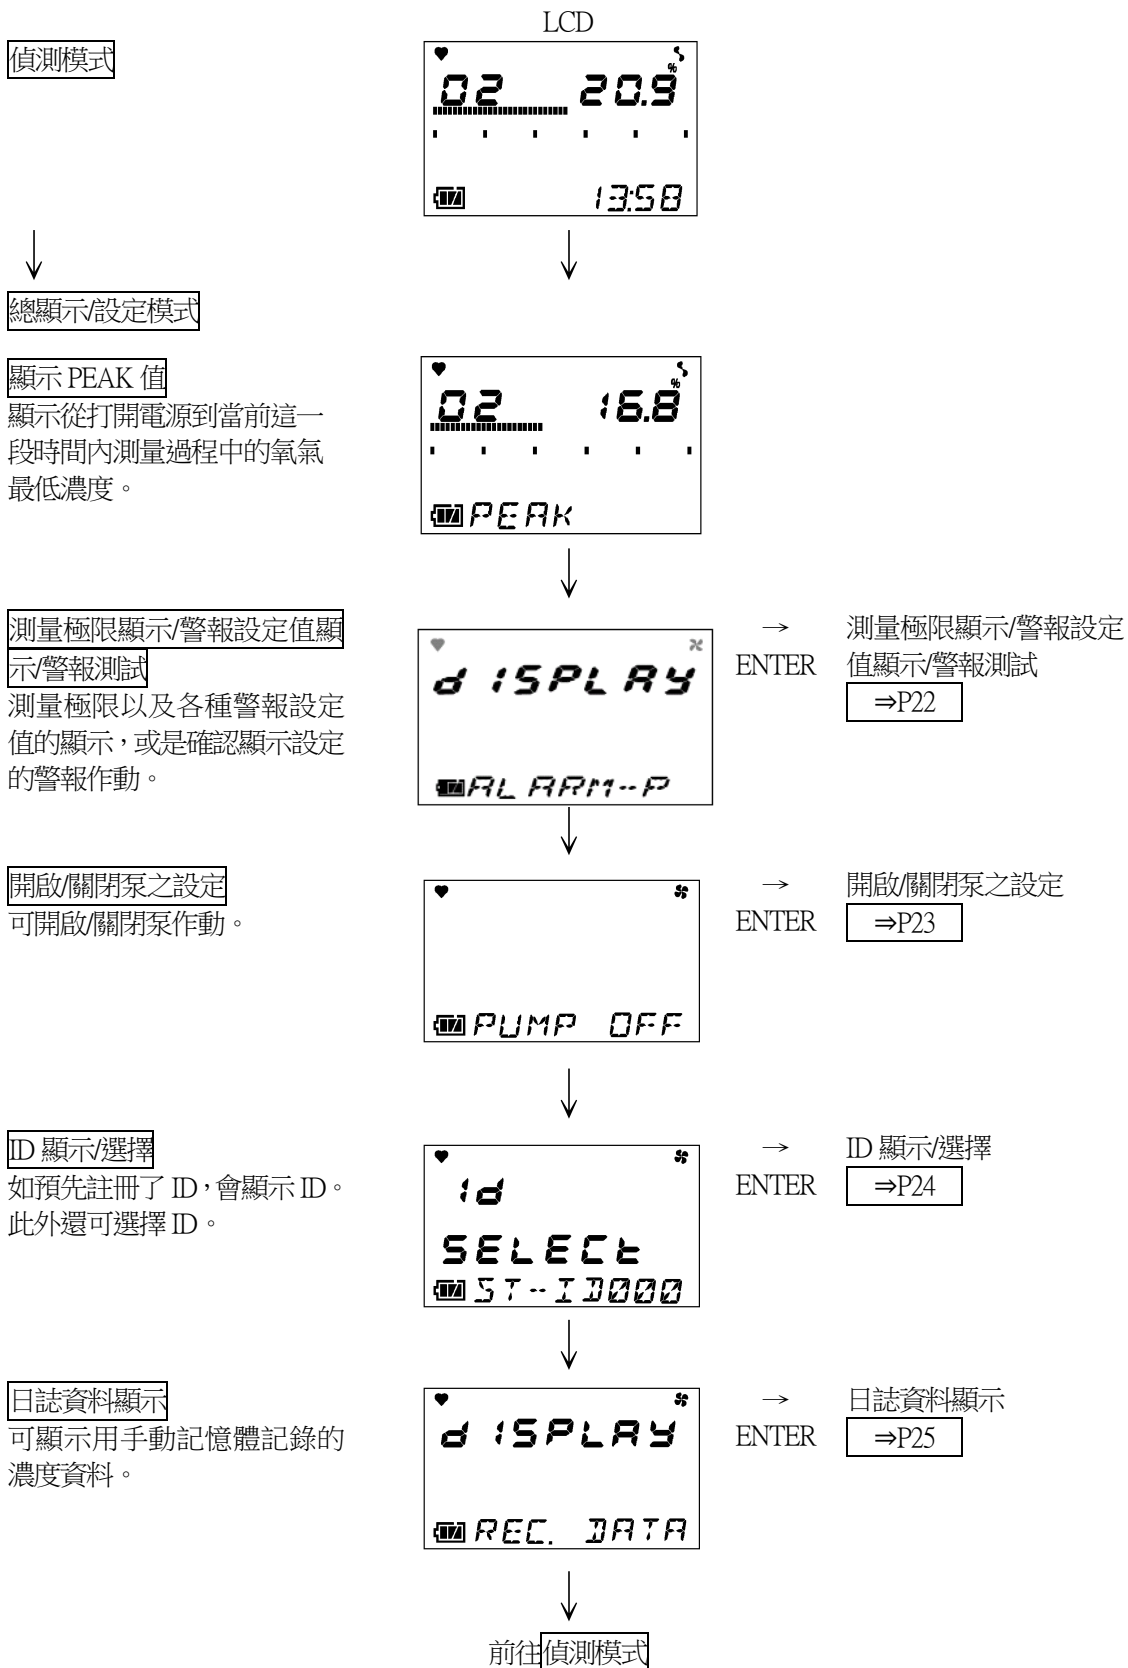 LCD
偵測模式
O2 20.9%
13:58
↓ ↓
總顯示/設定模式
顯示 PEAK 值
顯示從打開電源到當前這一
段時間內測量過程中的氧氣
最低濃度。
O2 16.8%
PEAK
↓
測量極限顯示/警報設定值顯
示/警報測試
測量極限以及各種警報設定
值的顯示,或是確認顯示設定
的警報作動。
dISPLAY
ALARM--P
→
ENTER
測量極限顯示/警報設定
值顯示/警報測試
⇒P22
↓
開啟/關閉泵之設定
可開啟/關閉泵作動。
PUMP OFF
→
ENTER
開啟/關閉泵之設定
⇒P23
↓
ID 顯示/選擇
如預先註冊了 ID,會顯示 ID。
此外還可選擇 ID。
Id
SELECt
ST--ID000
→
ENTER
ID 顯示/選擇
⇒P24
↓
日誌資料顯示
可顯示用手動記憶體記錄的
濃度資料。
dISPLAY
REC. DATA
→
ENTER
日誌資料顯示
⇒P25
↓
前往偵測模式